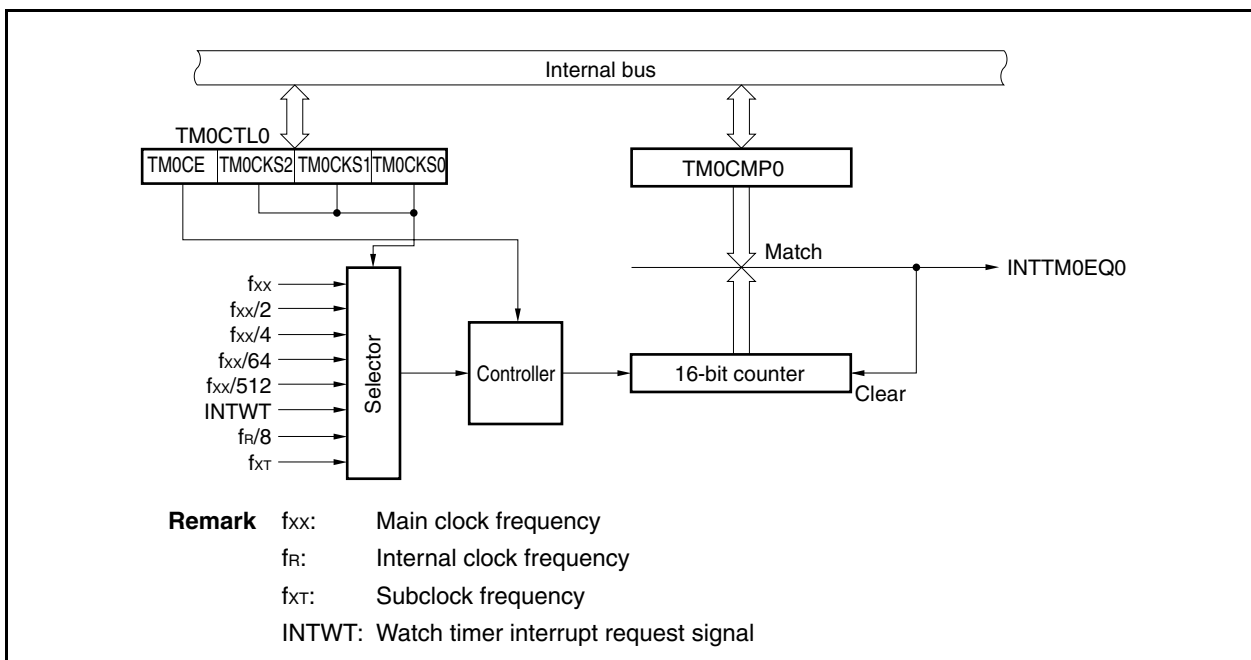 Internal bus
TM0CTL0
TM0CE TM0CKS2 TM0CKS1 TM0CKS0
TM0CMP0
Match
INTTM0EQ0
fXX
fXX/2
fXX/4
fXX/64
fXX/512
INTWT
fR/8
fXT
Selector
Controller
16-bit counter
Clear
Remark fXX: Main clock frequency
fR: Internal clock frequency
fXT: Subclock frequency
INTWT: Watch timer interrupt request signal